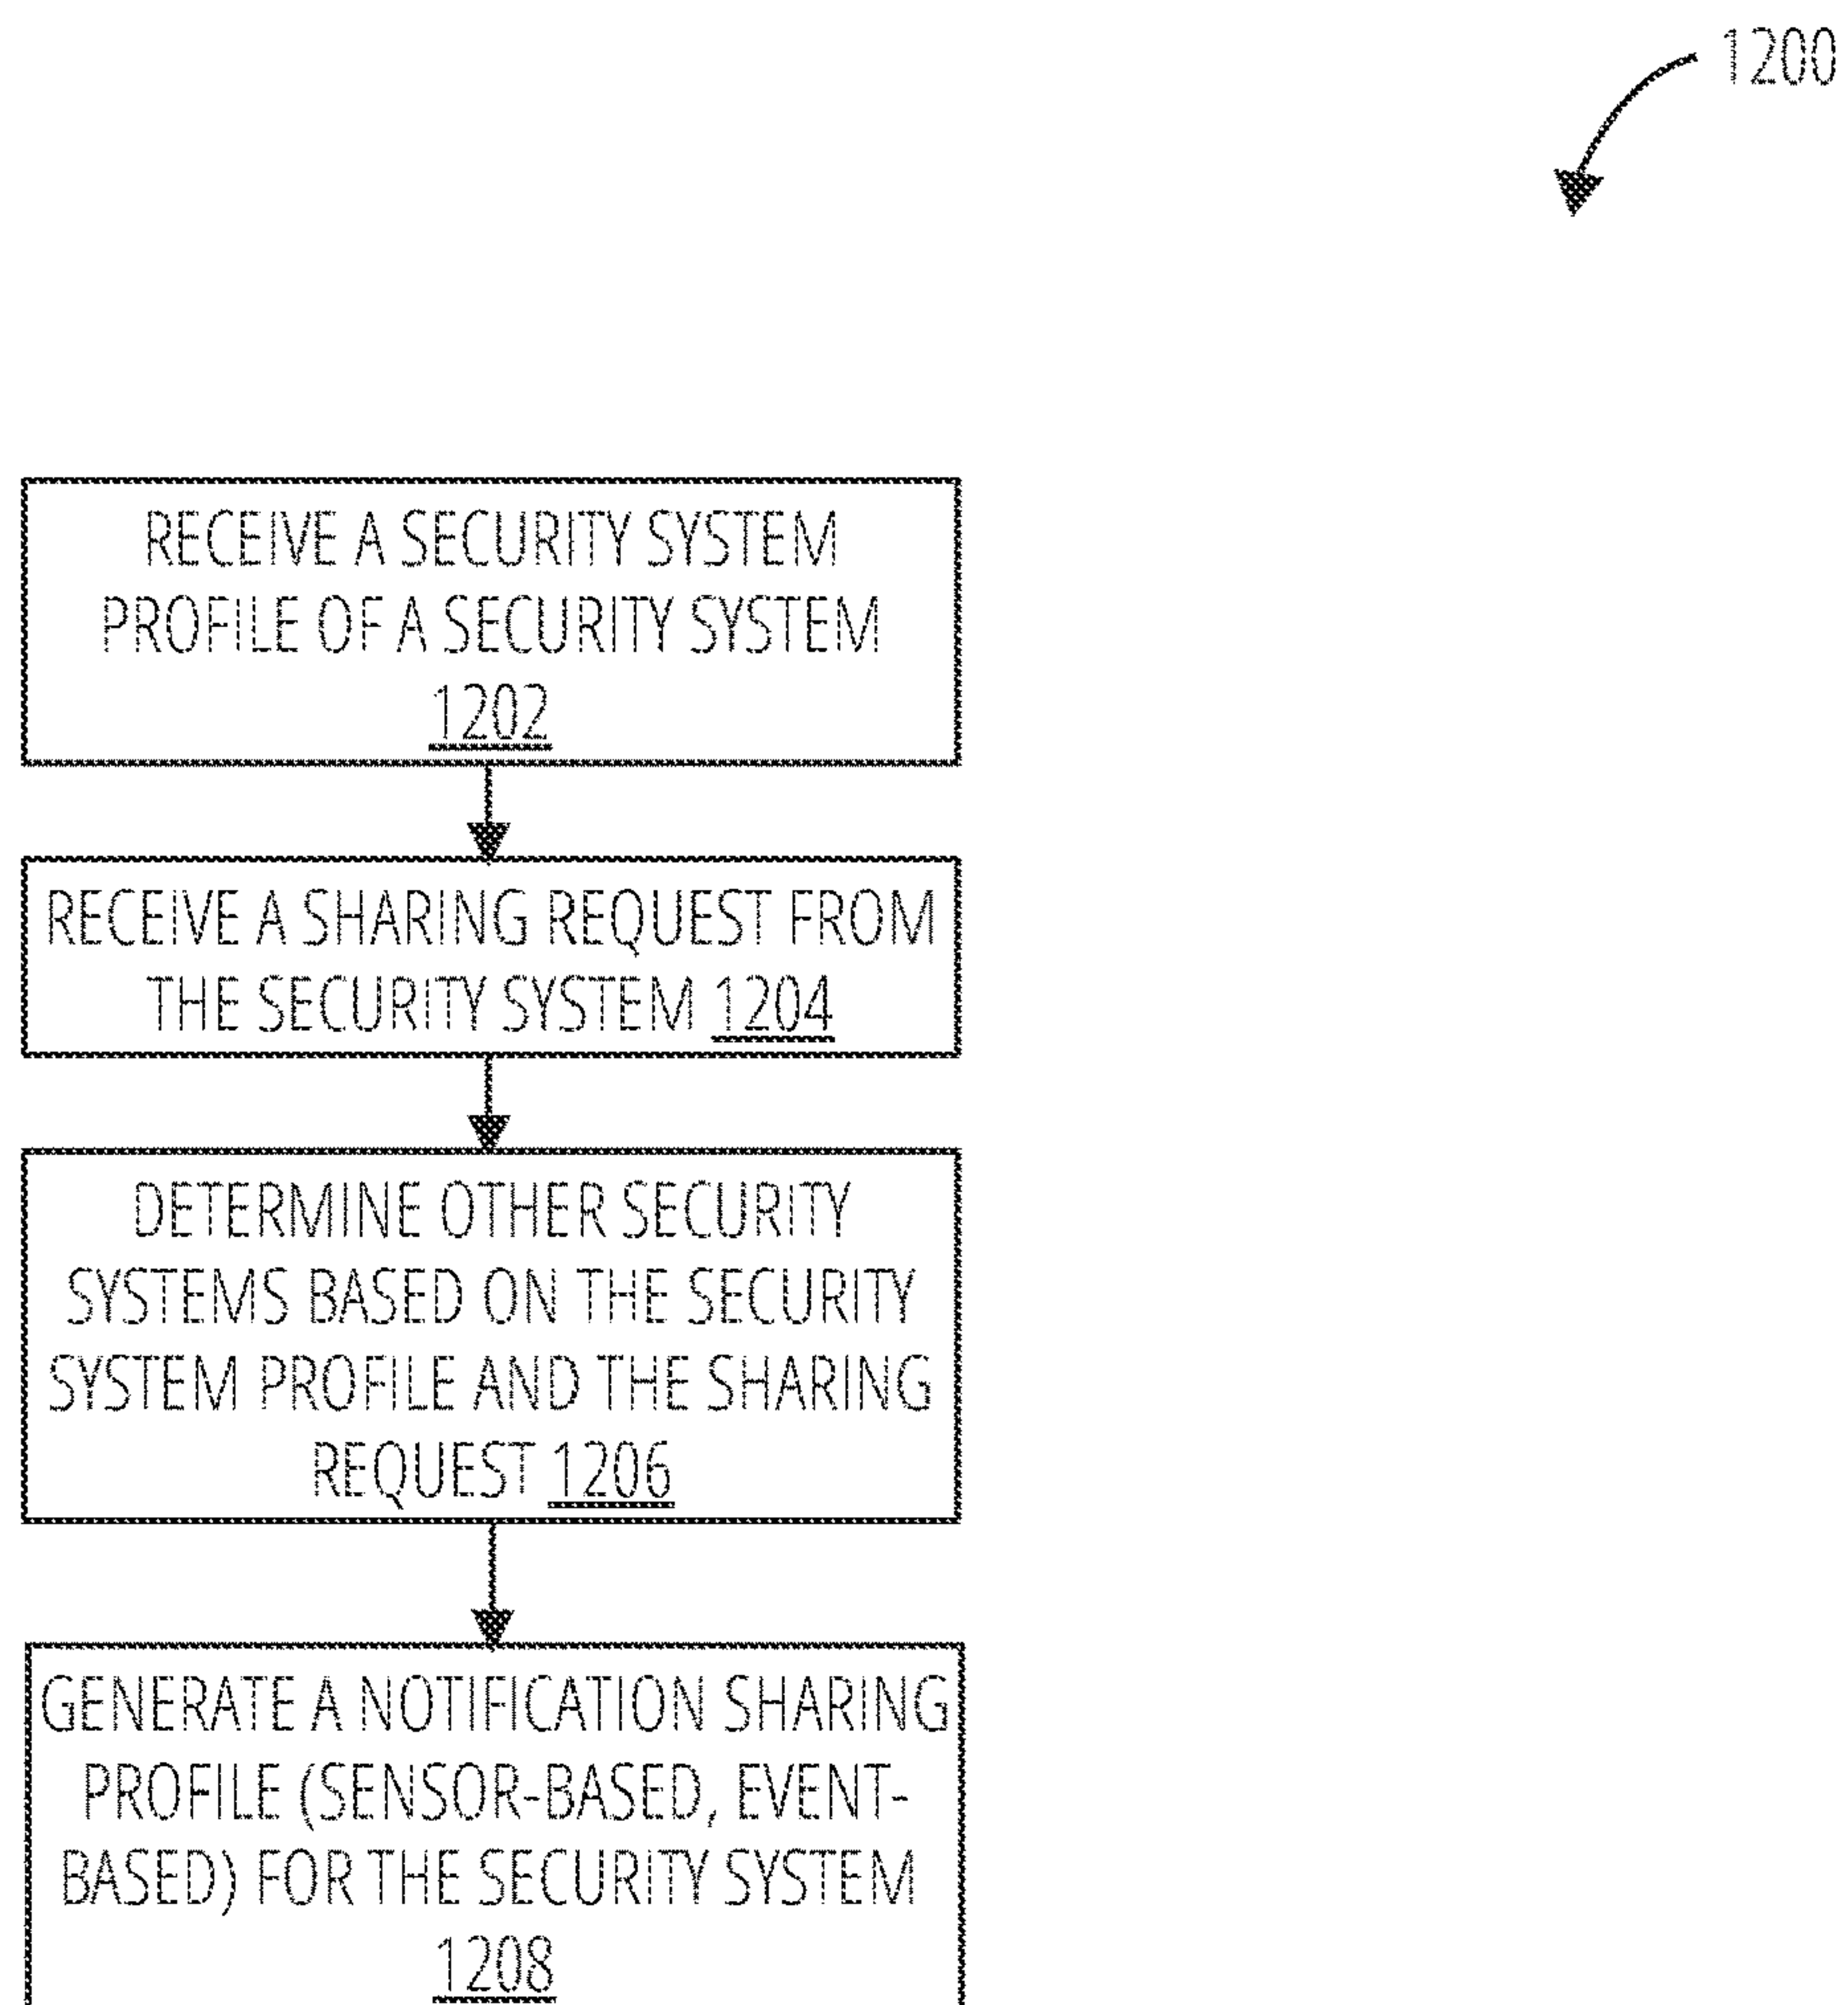 1200
RECEIVE A SECURITY SYSTEM
PROFILE OF A SECURITY SYSTEM
1202
RECEIVE A SHARING REQUEST FROM
THE SECURITY SYSTEM 1204
DETERMINE OTHER SECURITY
SYSTEMS BASED ON THE SECURITY
SYSTEM PROFILE AND THE SHARING
REQUEST 1206
GENERATE A NOTIFICATION SHARING
PROFILE (SENSOR-BASED, EVENT-
BASED) FOR THE SECURITY SYSTEM
1208